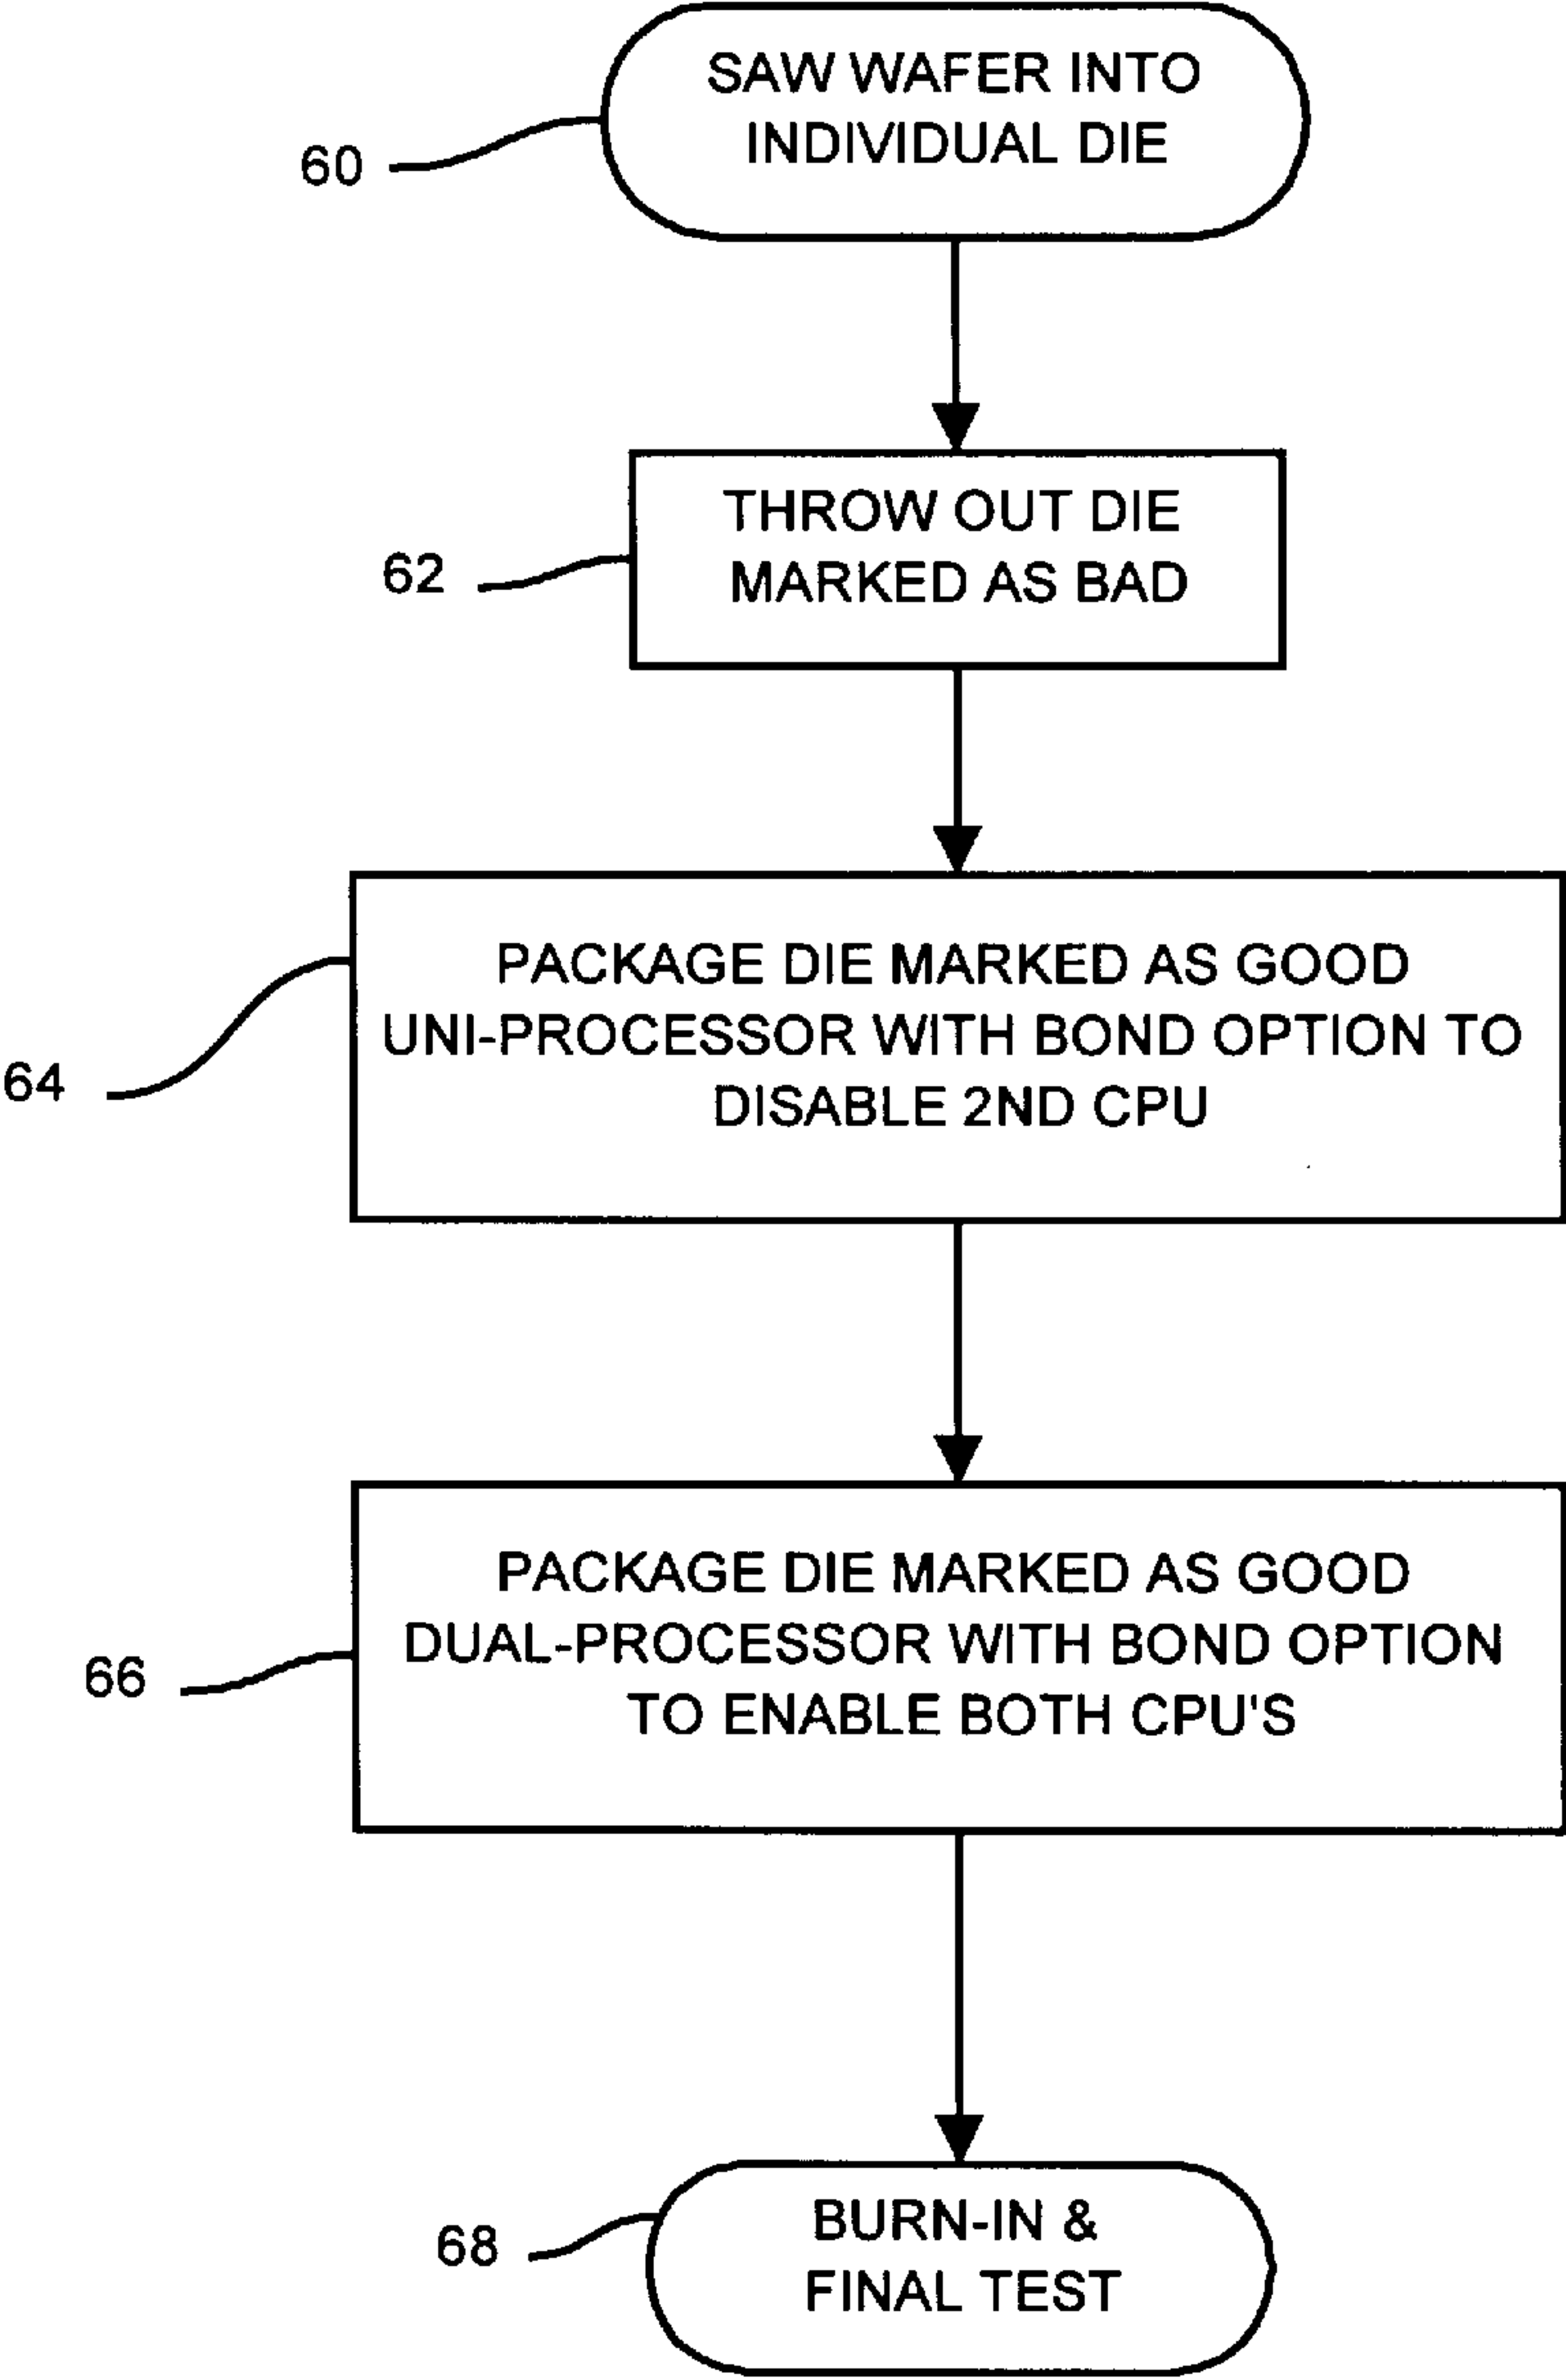 SAW WAFER INTO
INDIVIDUAL DIE
60
THROW OUT DIE
MARKED AS BAD
62
PACKAGE DIE MARKED AS GOOD
UNI-PROCESSOR WITH BOND OPTION TO
DISABLE 2ND CPU
64
PACKAGE DIE MARKED AS GOOD
DUAL-PROCESSOR WITH BOND OPTION
TO ENABLE BOTH CPU'S
66
BURN-IN &
FINAL TEST
68